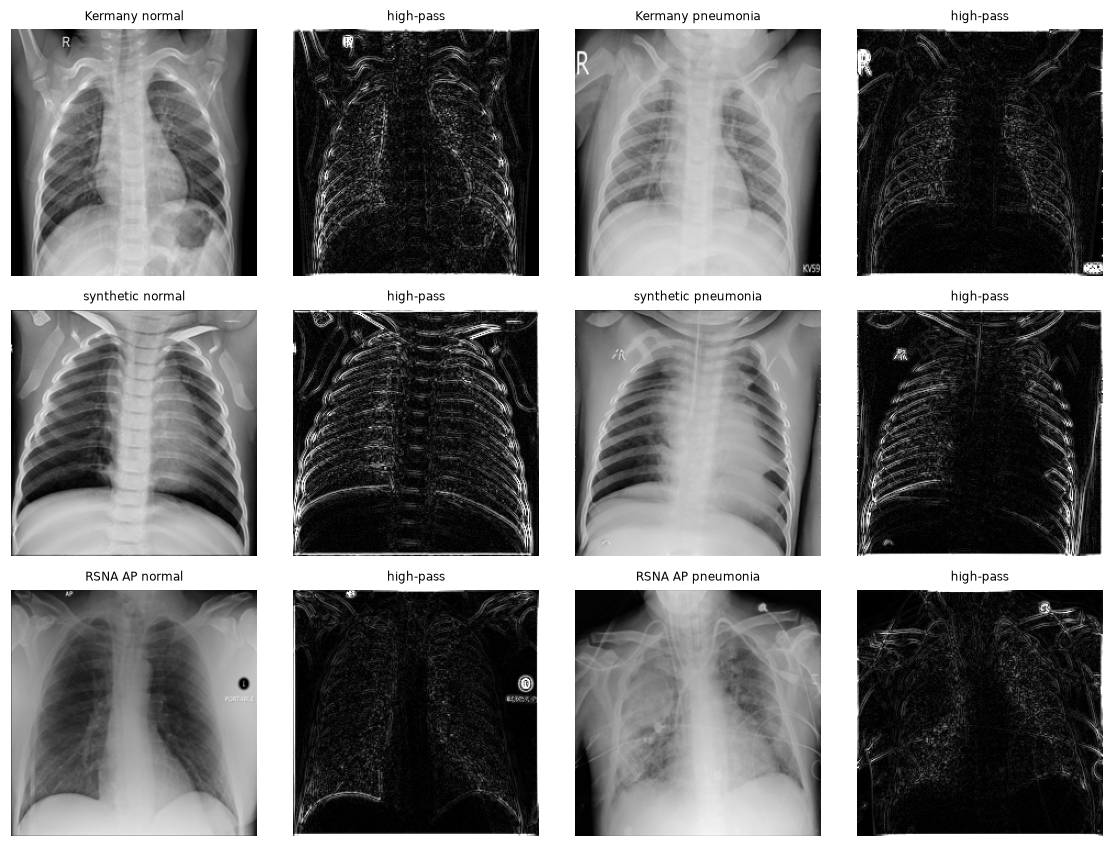 Kermany normal
high-pass
Kermany pneumonia
high-pass
R
R
R
KV59
synthetic normal
high-pass
synthetic pneumonia
high-pass
RSNA AP normal
high-pass
RSNA AP pneumonia
high-pass
AP